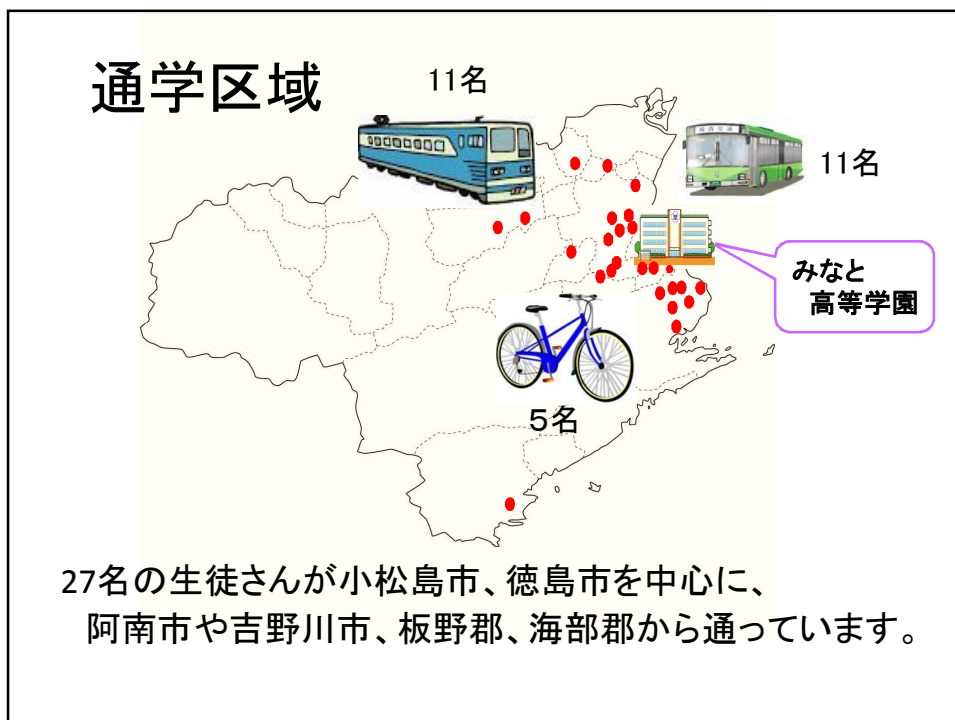 通学区域
11名
11名
みなと
高等学園
５名
27名の生徒さんが小松島市、徳島市を中心に、
阿南市や吉野川市、板野郡、海部郡から通っています。